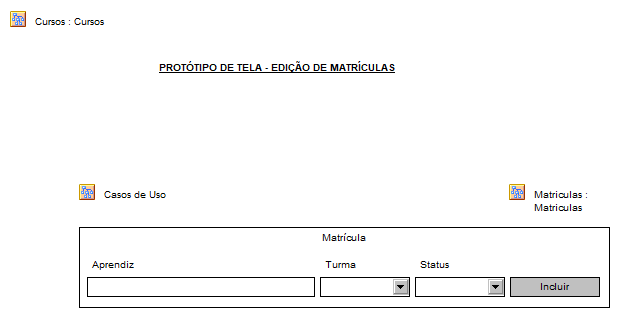 Cursos : Cursos
PROTÓTIPO DE TELA - EDIÇÃO DE MATRÍCULAS
Casos de Uso
Matriculas :
Matriculas
Matrícula
Aprendiz
Turma
Status
Incluir